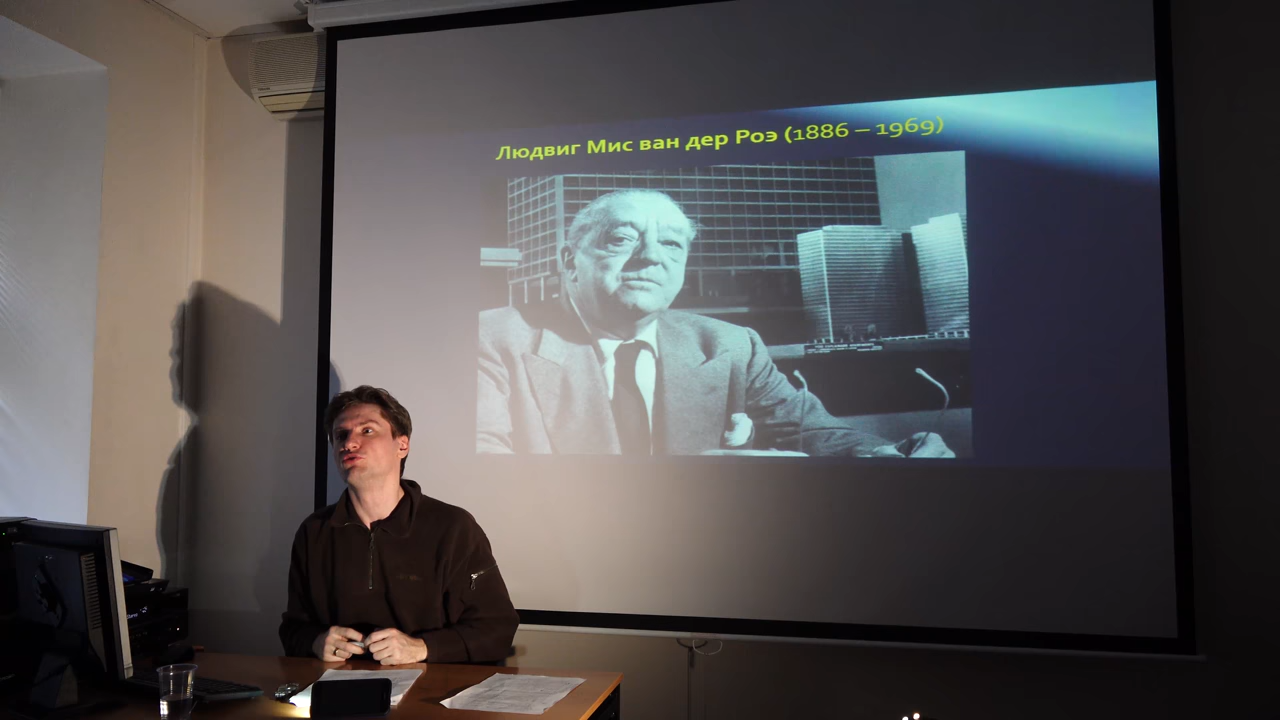 Людвиг Мис ван дер Роэ (1886 – 1969)